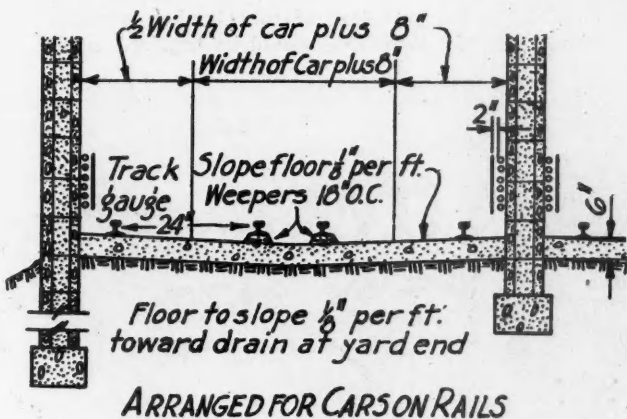 ½ Width of car plus 8"
Width of Car plus 8"
2"
Track gauge
Slope floor ⅛" per ft.
Weepers 18" O.C.
24"
6"
Floor to slope ⅛" per ft.
toward drain at yard end
ARRANGED FOR CARS ON RAILS